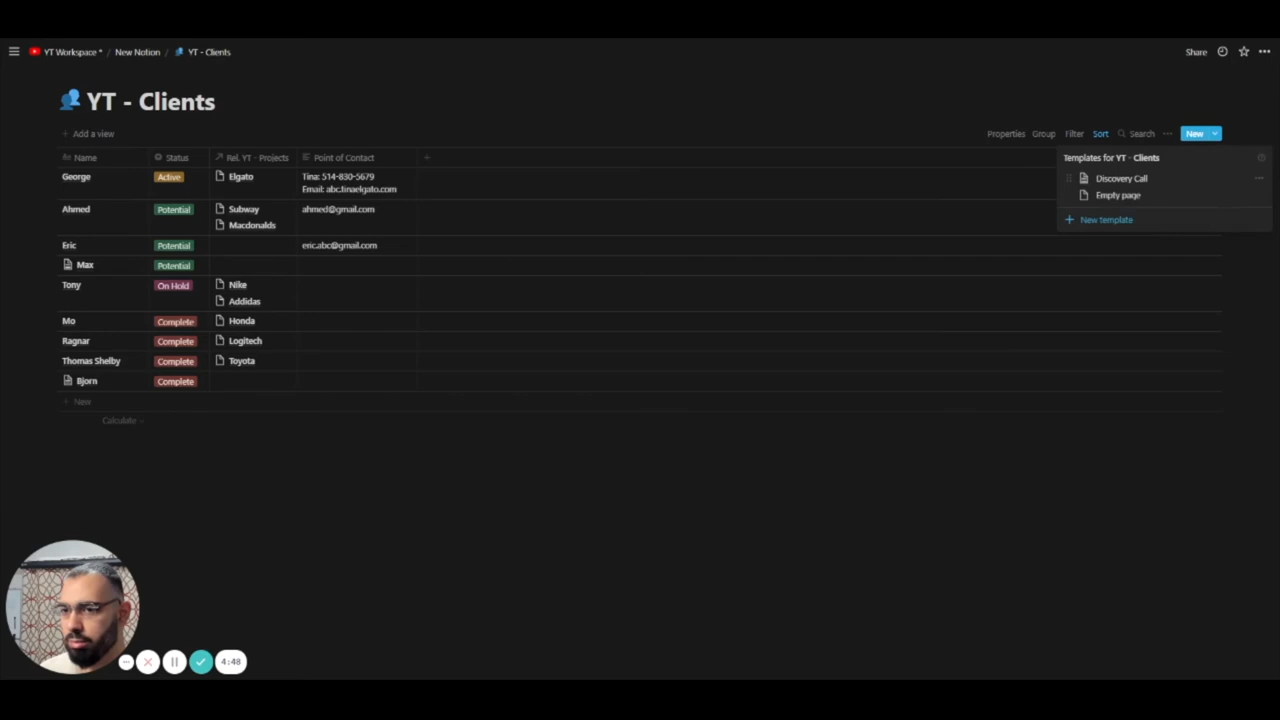 YT Workspace * / New Notion / YT - Clients
Share
YT - Clients
+ Add a view
Properties Group Filter Sort Search ... New
Name Status Rel. YT - Projects Point of Contact +
George Active Elgato Tina: 514-830-5679
Email: abc.tinaelgato.com
Ahmed Potential Subway ahmed@gmail.com
Macdonalds
Eric Potential eric.abc@gmail.com
Max Potential
Tony On Hold Nike
Addidas
Mo Complete Honda
Ragnar Complete Logitech
Thomas Shelby Complete Toyota
Bjorn Complete
+ New
Calculate
Templates for YT - Clients
Discovery Call
Empty page
+ New template
4:48